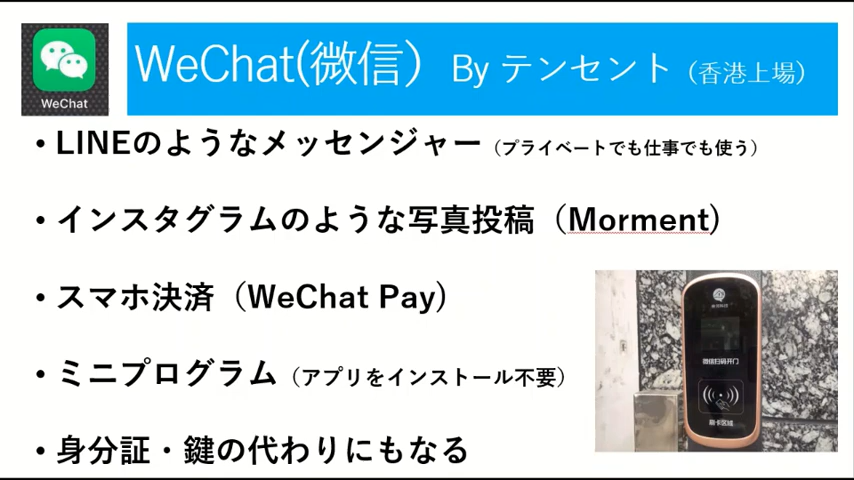 WeChat
WeChat(微信） By テンセント（香港上場）
• LINEのようなメッセンジャー（プライベートでも仕事でも使う）
• インスタグラムのような写真投稿（Morment）
• スマホ決済（WeChat Pay）
• ミニプログラム（アプリをインストール不要）
微信扫码开门
刷卡区域
• 身分証・鍵の代わりにもなる